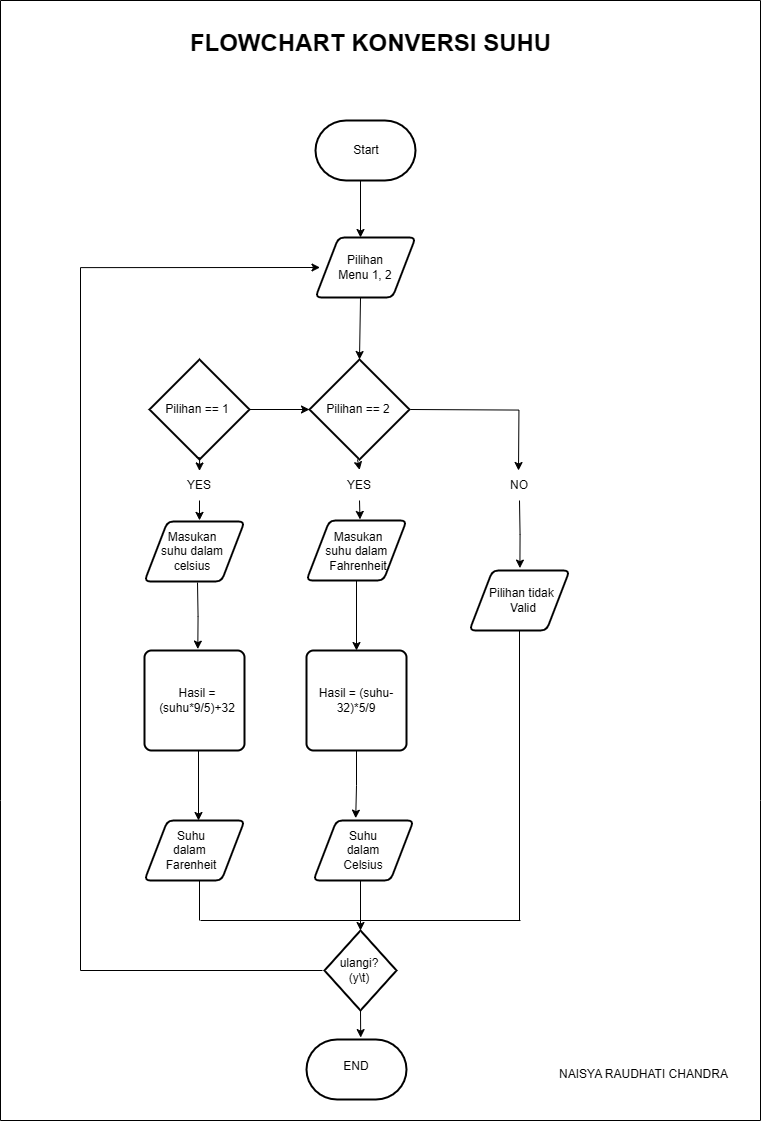 FLOWCHART KONVERSI SUHU
Start
Pilihan
Menu 1, 2
Pilihan == 1
Pilihan == 2
YES
YES
NO
Masukan
suhu dalam
celsius
Masukan
suhu dalam
Fahrenheit
Pilihan tidak
Valid
Hasil =
(suhu*9/5)+32
Hasil = (suhu-
32)*5/9
Suhu
dalam
Farenheit
Suhu
dalam
Celsius
ulangi?
(y\t)
END
NAISYA RAUDHATI CHANDRA